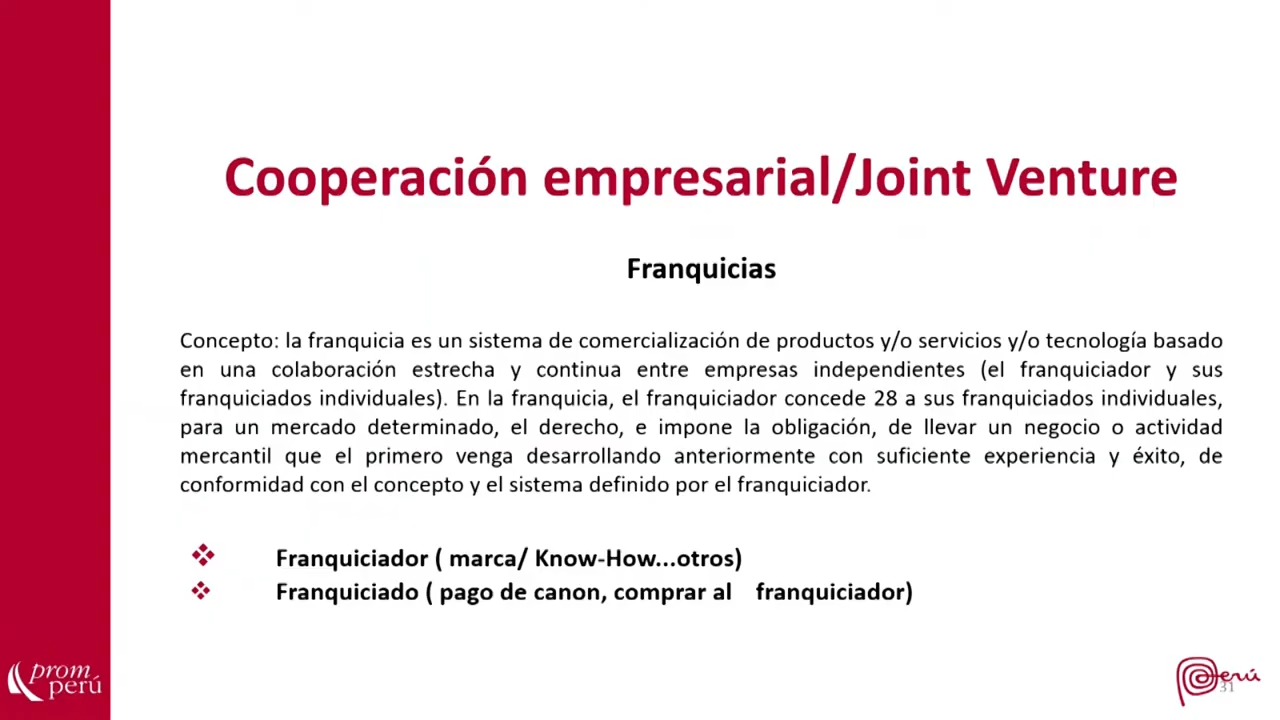 Cooperación empresarial/Joint Venture
Franquicias
Concepto: la franquicia es un sistema de comercialización de productos y/o servicios y/o tecnología basado
en una colaboración estrecha y continua entre empresas independientes (el franquiciador y sus
franquiciados individuales). En la franquicia, el franquiciador concede 28 a sus franquiciados individuales,
para un mercado determinado, el derecho, e impone la obligación, de llevar un negocio o actividad
mercantil que el primero venga desarrollando anteriormente con suficiente experiencia y éxito, de
conformidad con el concepto y el sistema definido por el franquiciador.
Franquiciador ( marca/ Know-How...otros)
Franquiciado ( pago de canon, comprar al franquiciador)
prom
perú
Perú
31